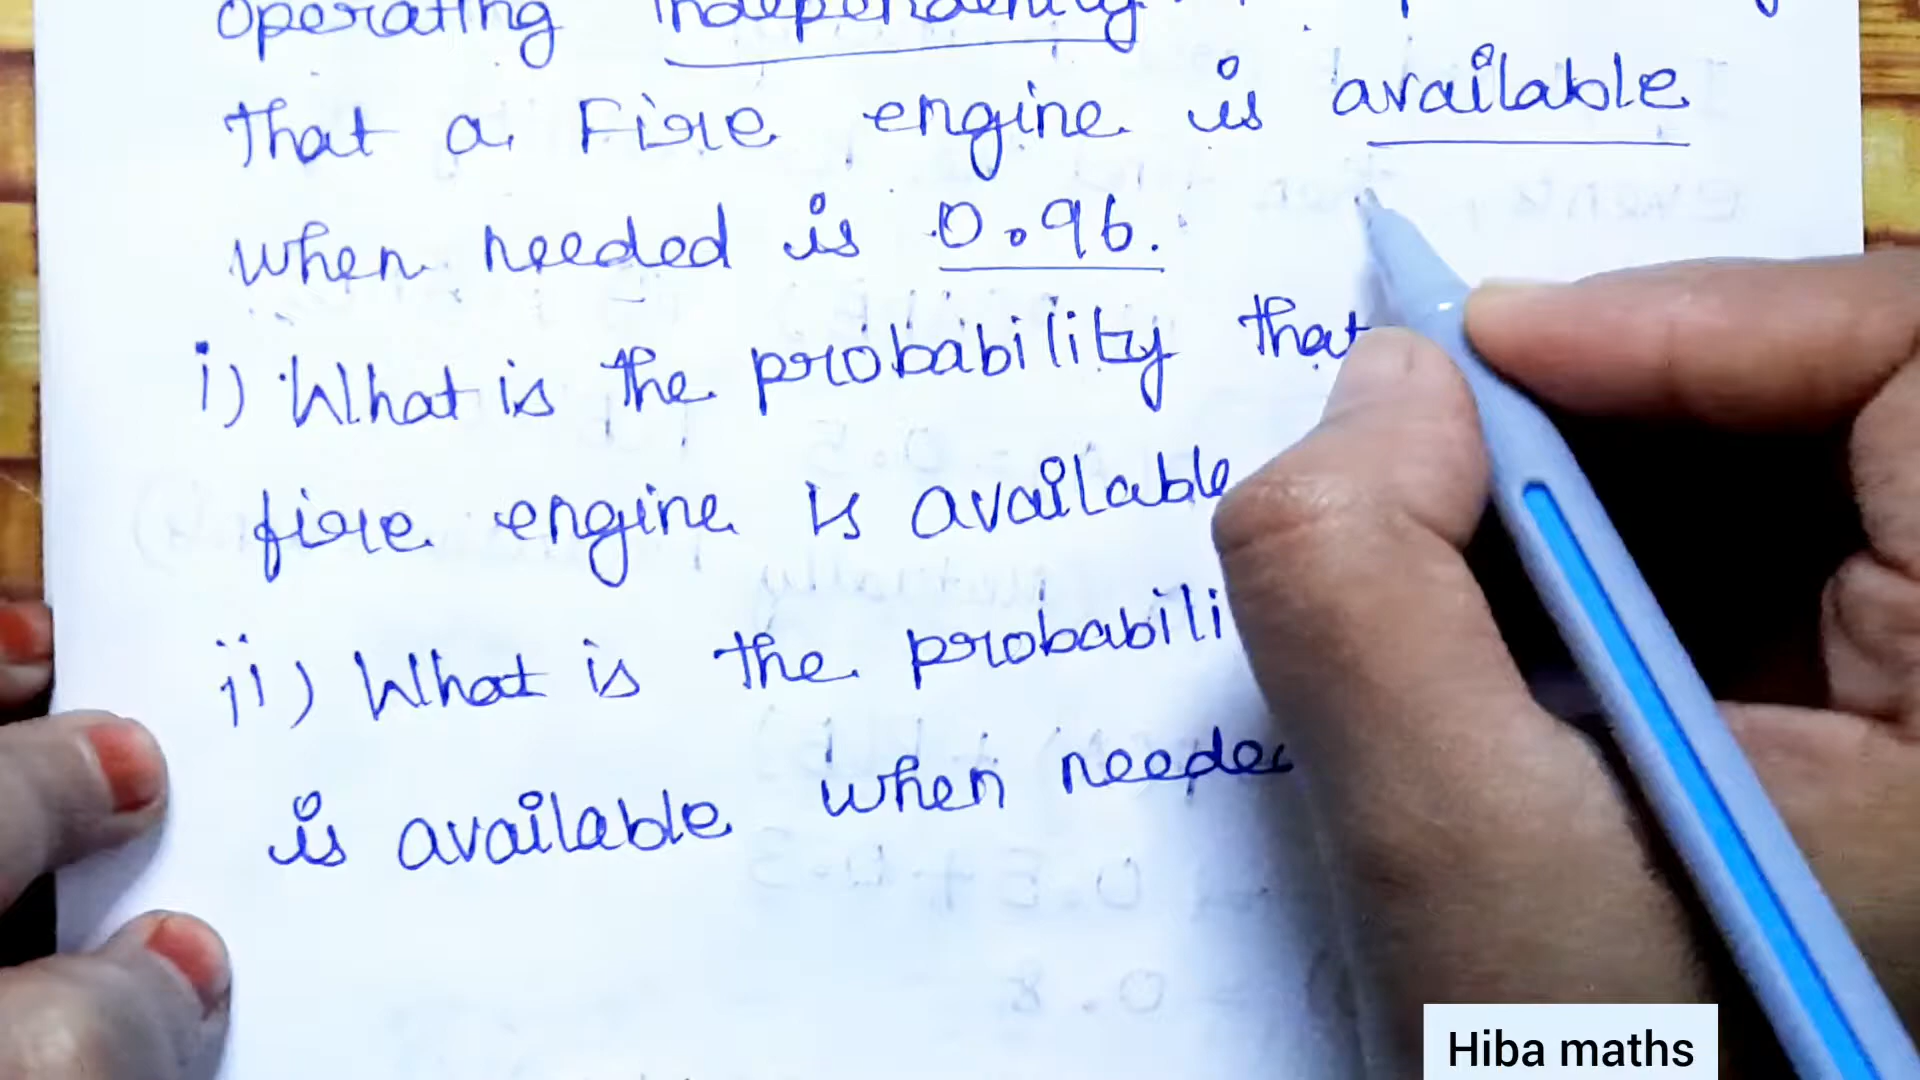 operating independently
that a Fire engine is available
when needed is 0.96.
i) What is the probability that
fire engine is available
ii) What is the probabili
is available when neede
Hiba maths